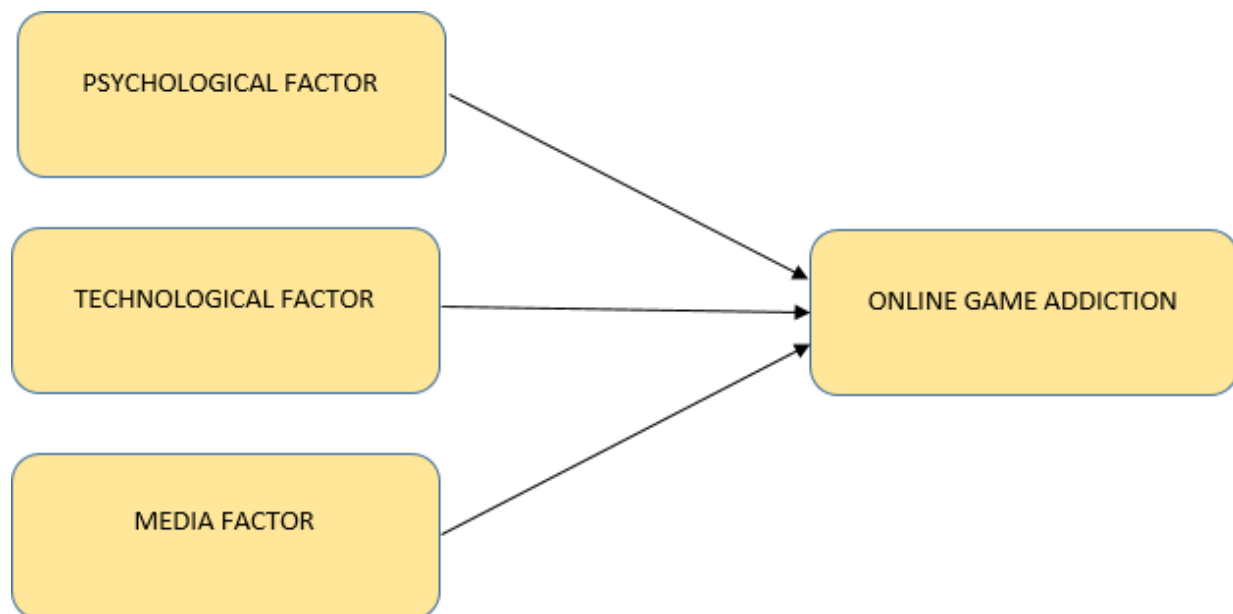 PSYCHOLOGICAL FACTOR
TECHNOLOGICAL FACTOR
ONLINE GAME ADDICTION
MEDIA FACTOR